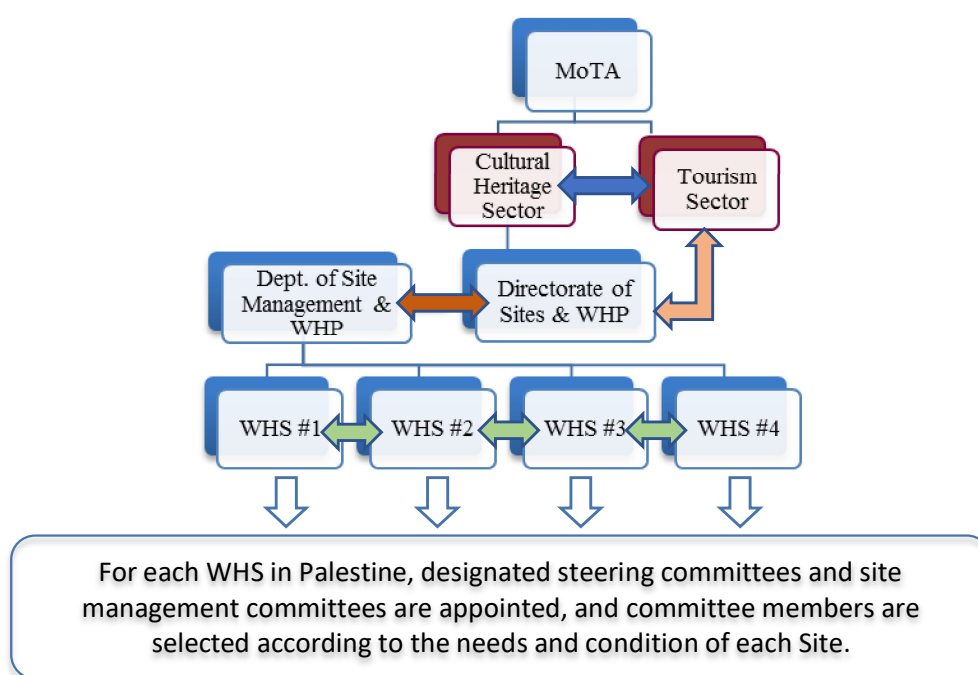 MoTA
Cultural
Heritage
Sector
Tourism
Sector
Dept. of Site
Management &
WHP
Directorate of
Sites & WHP
WHS #1
WHS #2
WHS #3
WHS #4
For each WHS in Palestine, designated steering committees and site
management committees are appointed, and committee members are
selected according to the needs and condition of each Site.